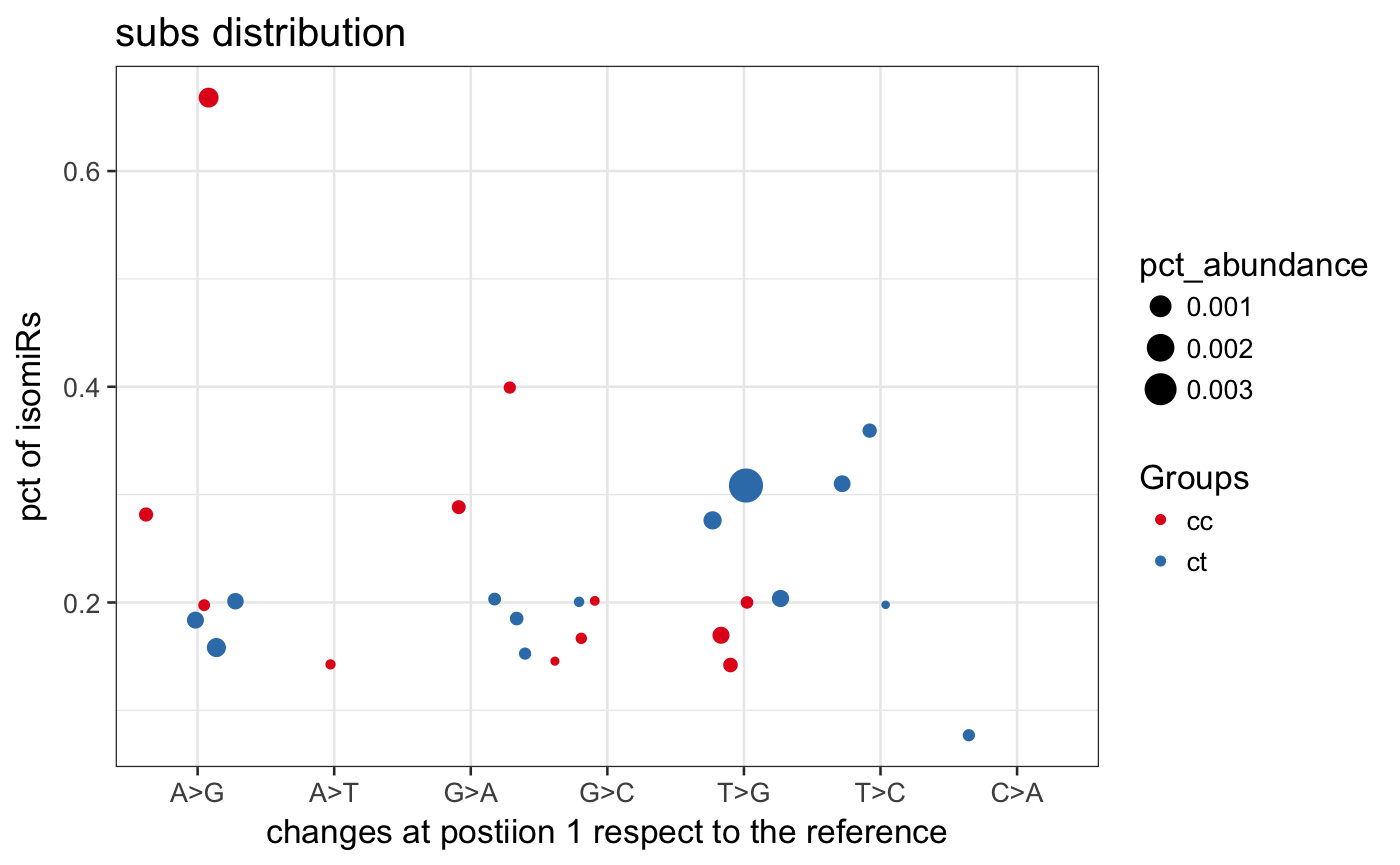 subs distribution
pct of isomiRs
0.6
0.4
0.2
A>G A>T G>A G>C T>G T>C C>A
changes at postiion 1 respect to the reference
pct_abundance
0.001
0.002
0.003
Groups
cc
ct